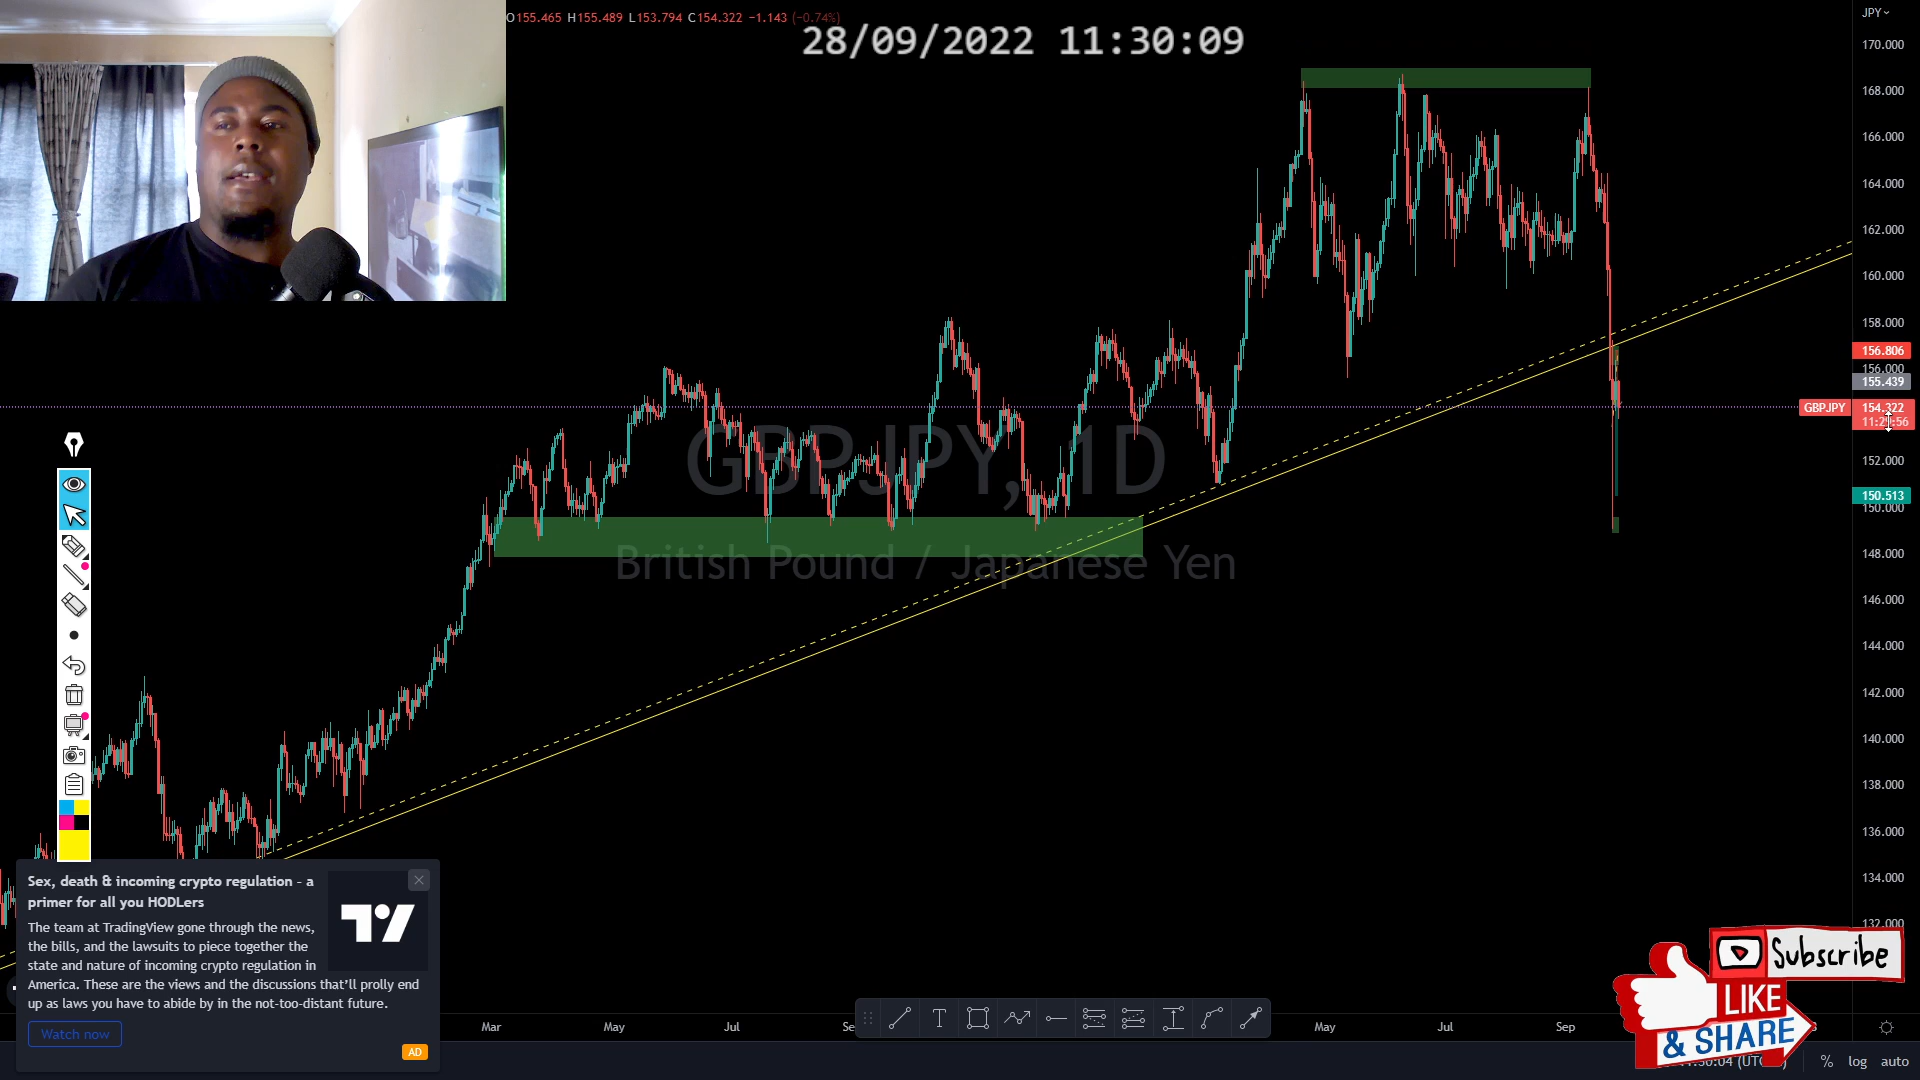 O155.465 H155.489 L153.794 C154.322 −1.143 (−0.74%)
28/09/2022 11:30:09
JPY
170.000
168.000
166.000
164.000
162.000
160.000
158.000
156.806
156.000
155.439
GBPJPY 154.322
152.000
150.513
150.000
148.000
146.000
144.000
142.000
140.000
138.000
136.000
134.000
132.000
GBPJPY, 1D
British Pound / Japanese Yen
Sex, death & incoming crypto regulation - a
primer for all you HODLers
The team at TradingView gone through the news,
the bills, and the lawsuits to piece together the
state and nature of incoming crypto regulation in
America. These are the views and the discussions that'll prolly end
up as laws you have to abide by in the not-too-distant future.
Watch now
AD
Mar May Jul May Jul Sep
Subscribe
LIKE
& SHARE
% log auto